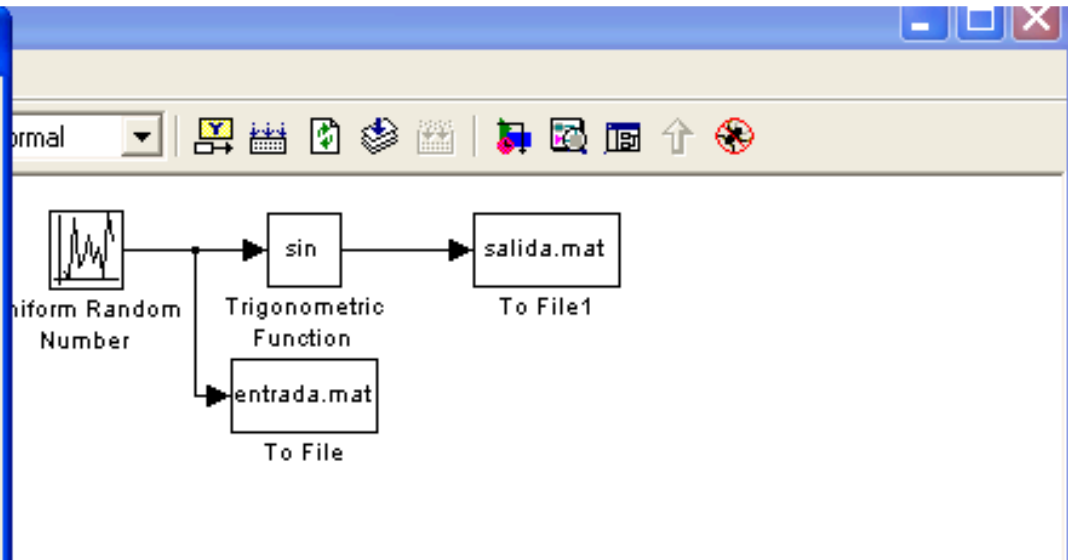 ormal
sin
salida.mat
niform Random
Number
Trigonometric
Function
To File1
entrada.mat
To File